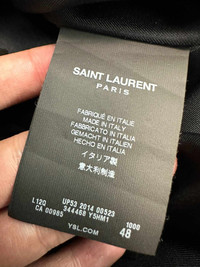 SAINT LAURENT
PARIS
FABRIQUÉ EN ITALIE
MADE IN ITALY
FABBRICATO IN ITALIA
GEMACHT IN ITALIEN
HECHO EN ITALIA
イタリア製
意大利制造
L120 UP53 2014 00523 1000
CA 00985 344468 Y5HM1 48
YSL.COM